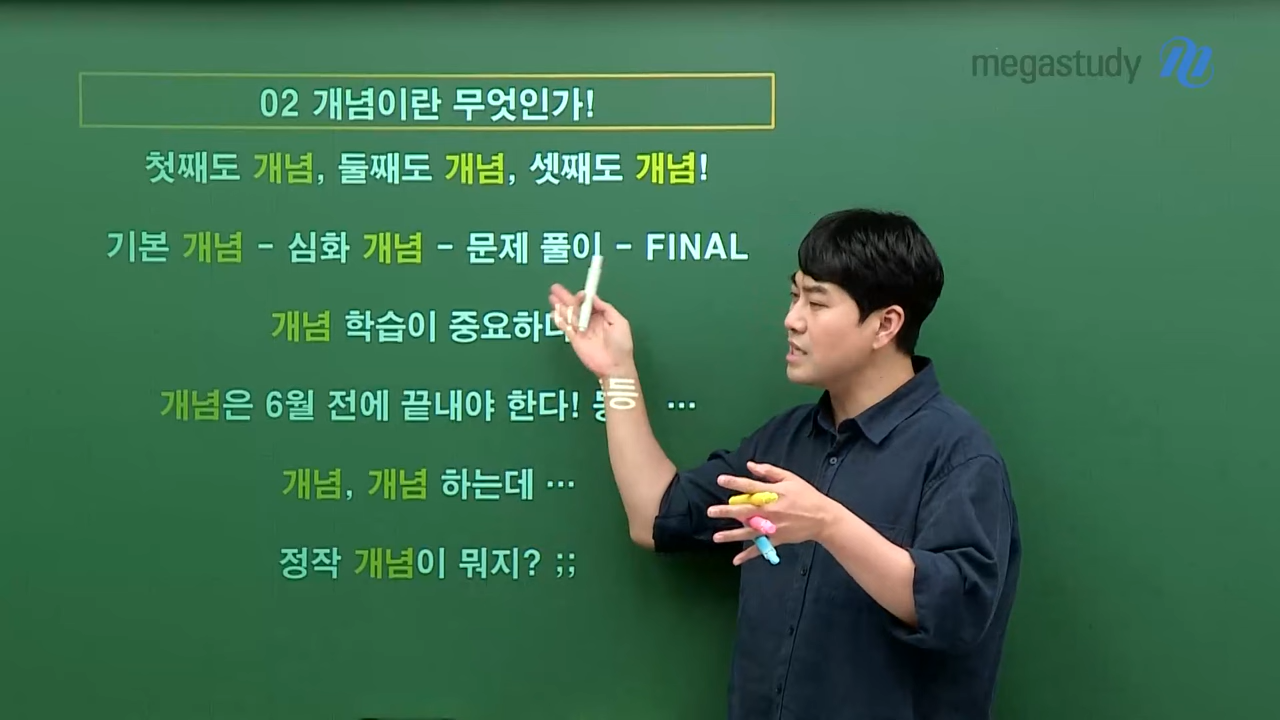 megastudy
02 개념이란 무엇인가!
첫째도 개념, 둘째도 개념, 셋째도 개념!
기본 개념 - 심화 개념 - 문제 풀이 - FINAL
개념 학습이 중요하다!
개념은 6월 전에 끝내야 한다! 등등 …
개념, 개념 하는데 …
정작 개념이 뭐지? ;;